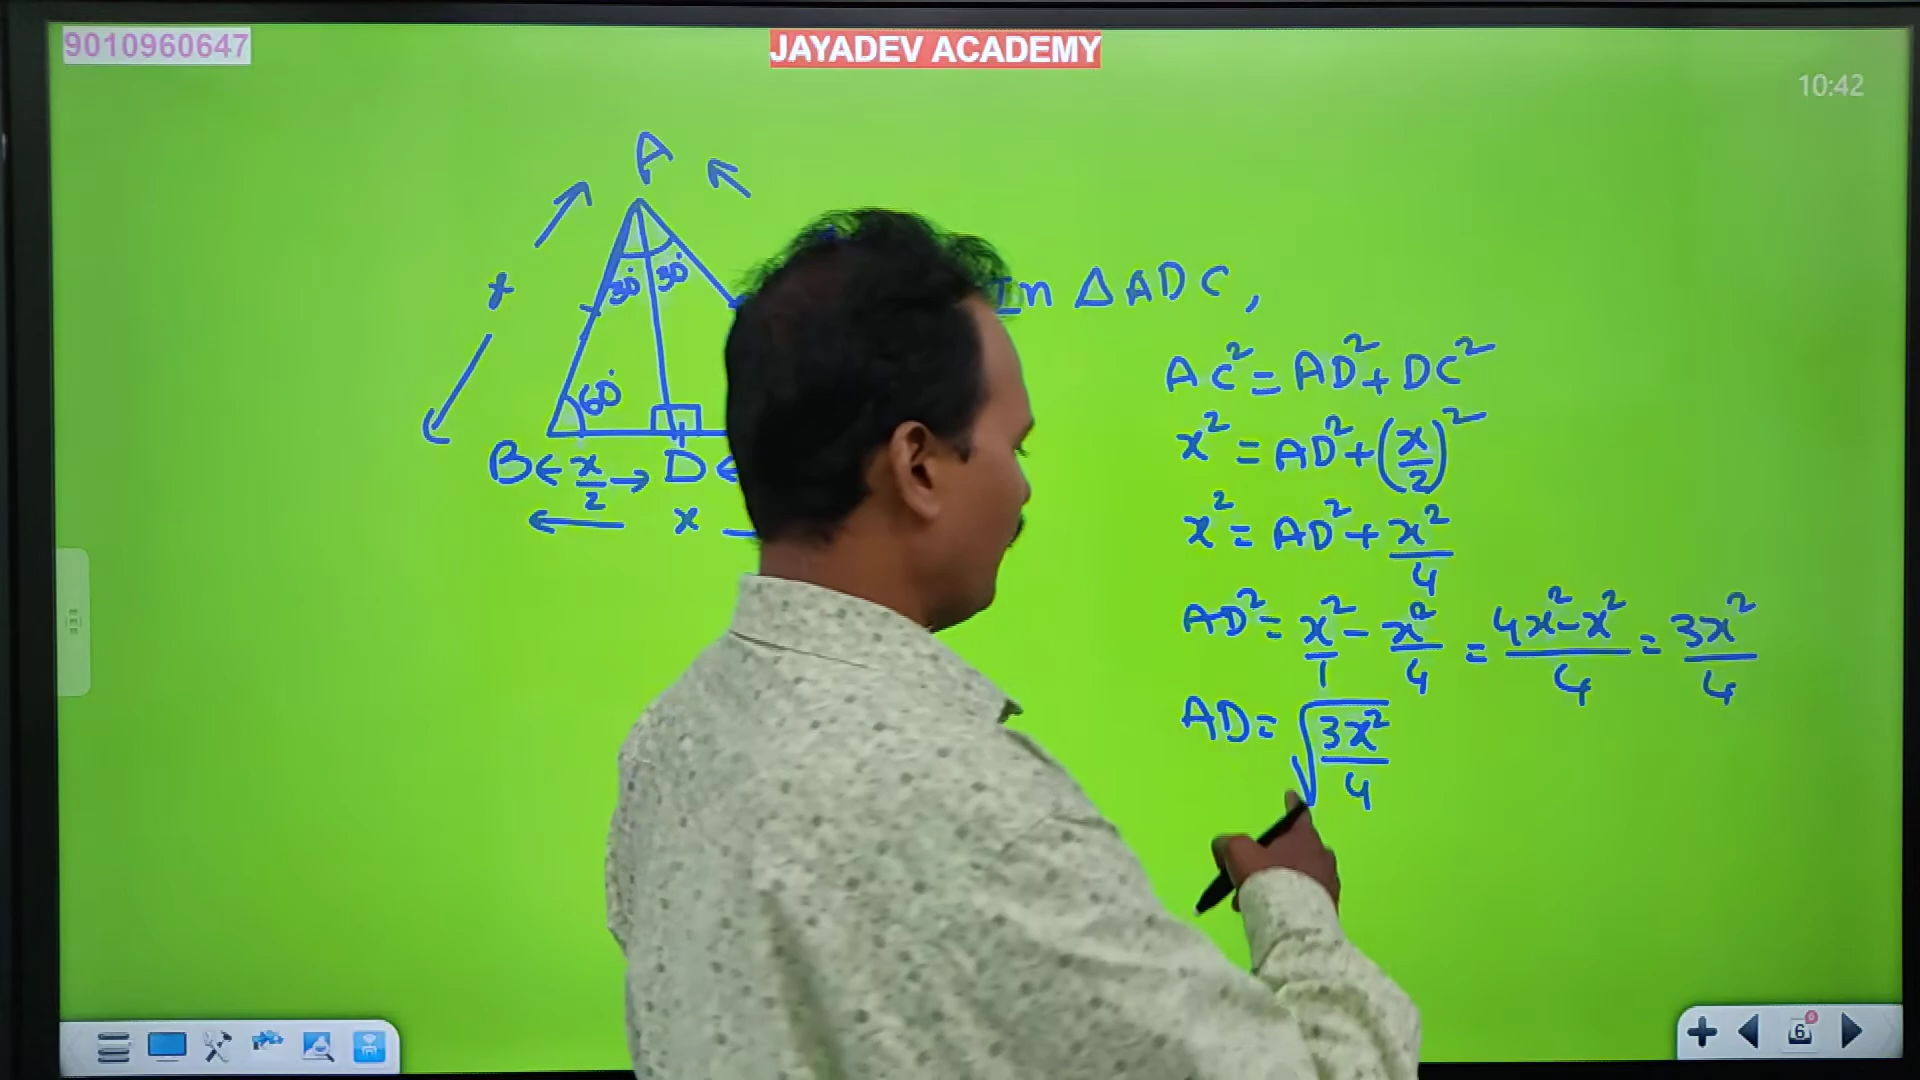 9010960647
JAYADEV ACADEMY
10:42
A
30° 30°
x
60°
B ← x/2 → D ←
← x
In △ADC,
AC² = AD² + DC²
x² = AD² + (x/2)²
x² = AD² + x²/4
AD² = x²/1 - x²/4 = 4x²-x²/4 = 3x²/4
AD = √3x²/4
6